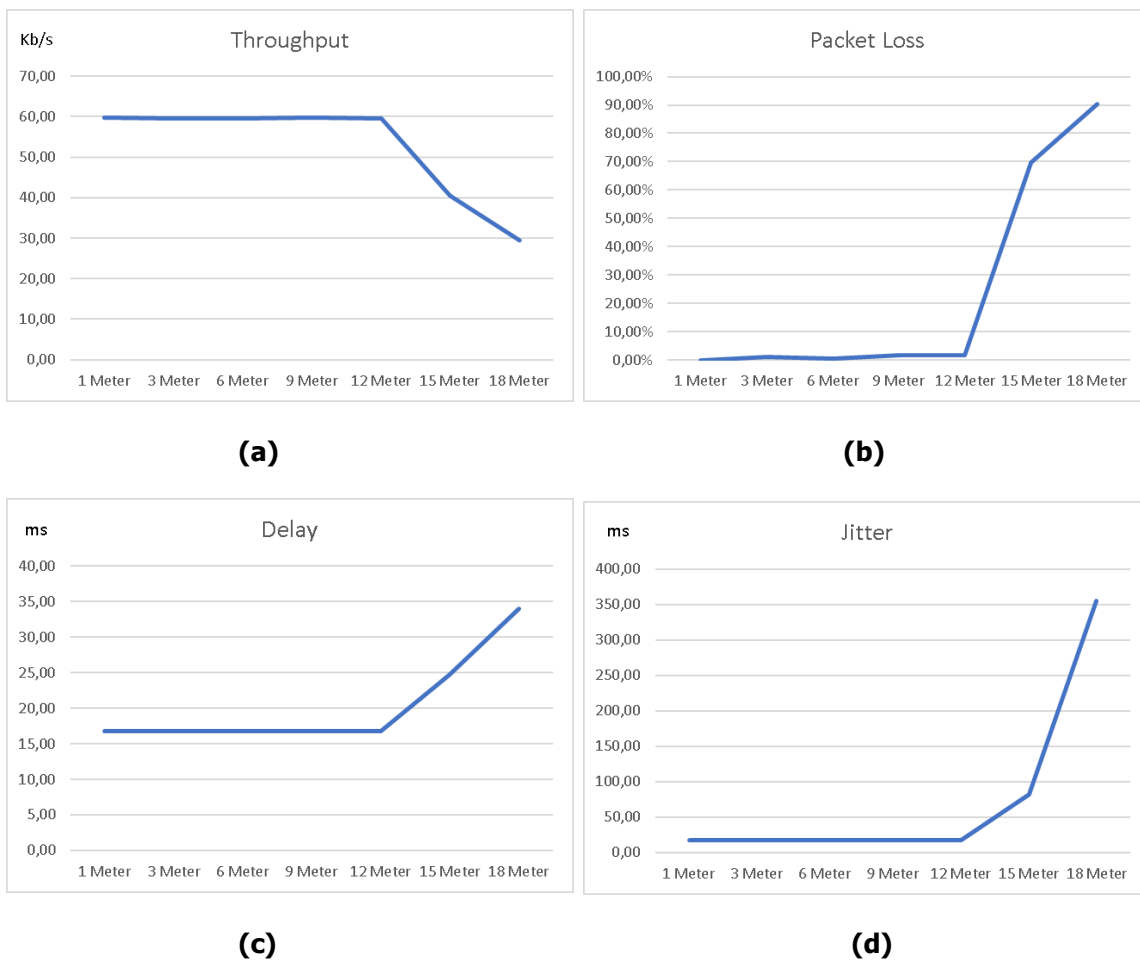 Kb/s
Throughput
70,00
60,00
50,00
40,00
30,00
20,00
10,00
0,00
1 Meter 3 Meter 6 Meter 9 Meter 12 Meter 15 Meter 18 Meter
(a)
Packet Loss
100,00%
90,00%
80,00%
70,00%
60,00%
50,00%
40,00%
30,00%
20,00%
10,00%
0,00%
1 Meter 3 Meter 6 Meter 9 Meter 12 Meter 15 Meter 18 Meter
(b)
ms
Delay
40,00
35,00
30,00
25,00
20,00
15,00
10,00
5,00
0,00
1 Meter 3 Meter 6 Meter 9 Meter 12 Meter 15 Meter 18 Meter
(c)
ms
Jitter
400,00
350,00
300,00
250,00
200,00
150,00
100,00
50,00
0,00
1 Meter 3 Meter 6 Meter 9 Meter 12 Meter 15 Meter 18 Meter
(d)